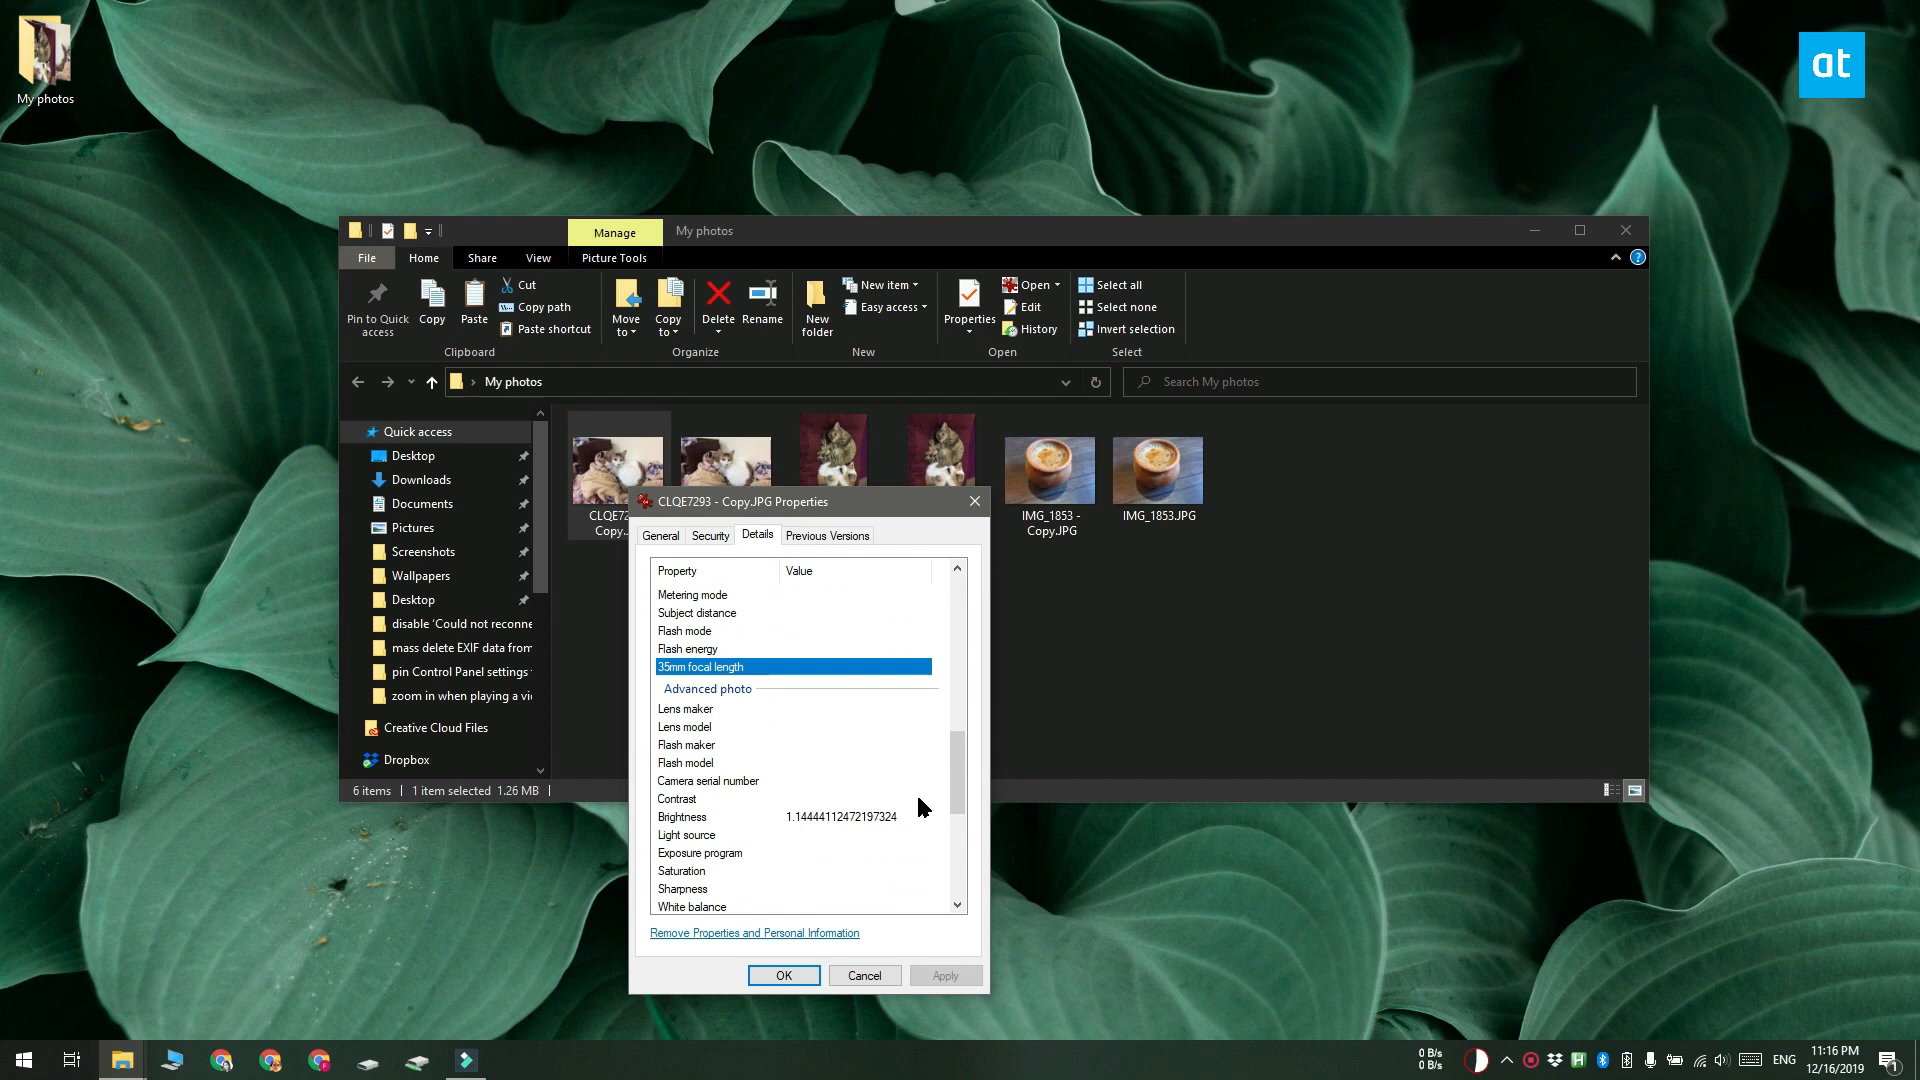 My photos
at
Manage
My photos
File
Home
Share
View
Picture Tools
?
Pin to Quick access
Copy
Paste
Cut
Copy path
Paste shortcut
Clipboard
Move to
Copy to
Delete
Rename
Organize
New folder
New item
Easy access
New
Properties
Open
Edit
History
Open
Select all
Select none
Invert selection
Select
My photos
Search My photos
Quick access
Desktop
Downloads
Documents
Pictures
Screenshots
Wallpapers
Desktop
disable 'Could not reconne
mass delete EXIF data from
pin Control Panel settings
zoom in when playing a vi
Creative Cloud Files
Dropbox
CLQE72
Copy.
IMG_1853 -
Copy.JPG
IMG_1853.JPG
6 items
1 item selected 1.26 MB
CLQE7293 - Copy.JPG Properties
General
Security
Details
Previous Versions
Property
Value
Metering mode
Subject distance
Flash mode
Flash energy
35mm focal length
Advanced photo
Lens maker
Lens model
Flash maker
Flash model
Camera serial number
Contrast
Brightness 1.14444112472197324
Light source
Exposure program
Saturation
Sharpness
White balance
Remove Properties and Personal Information
OK
Cancel
Apply
0 B/s
0 B/s
ENG
11:16 PM
12/16/2019
1